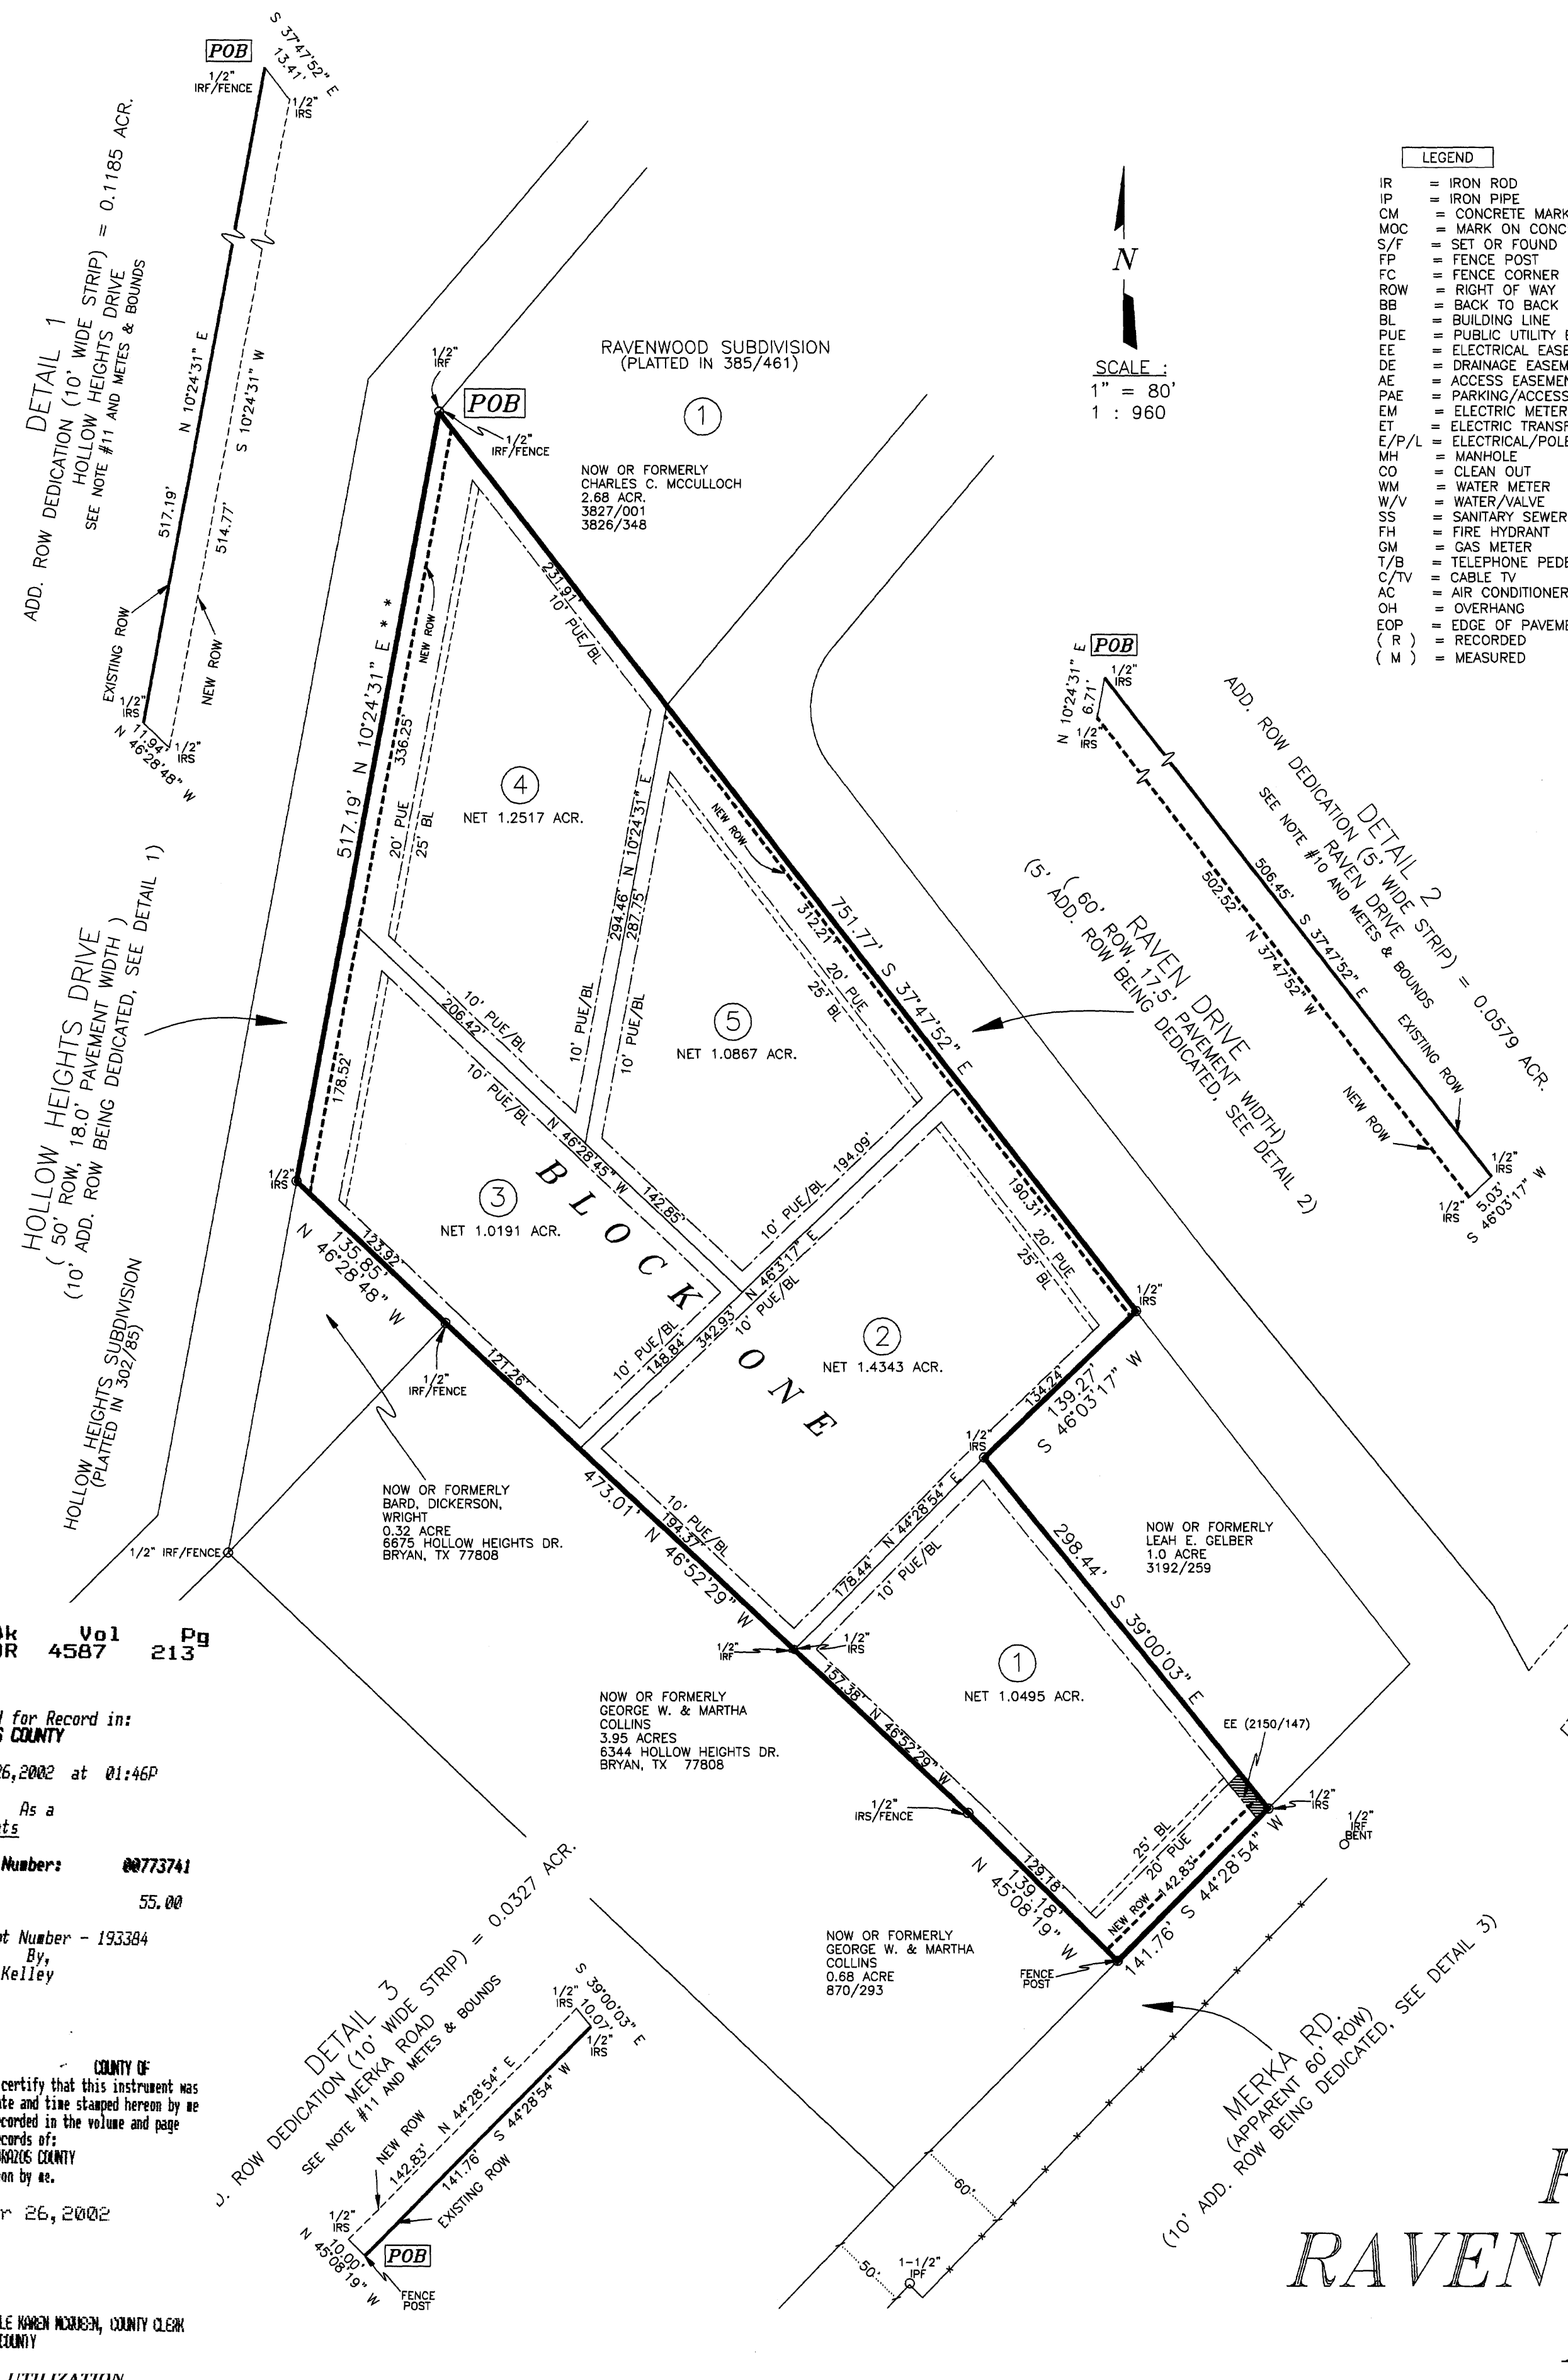 POB
1/2"
IRF/FENCE
S 37°47'52" E
13.41'
1/2"
IRS
DETAIL 1
ADD. ROW DEDICATION (10' WIDE STRIP) = 0.1185 ACR.
HOLLOW HEIGHTS DRIVE
SEE NOTE #11 AND METES & BOUNDS
N 10°24'31" E
517.19'
S 10°24'31" W
514.77'
EXISTING ROW
NEW ROW
1/2"
IRS
11.94'
N 46°28'48" W
1/2"
IRS
LEGEND
IR = IRON ROD
IP = IRON PIPE
CM = CONCRETE MARK
MOC = MARK ON CONC
S/F = SET OR FOUND
FP = FENCE POST
FC = FENCE CORNER
ROW = RIGHT OF WAY
BB = BACK TO BACK
BL = BUILDING LINE
PUE = PUBLIC UTILITY
EE = ELECTRICAL EASE
DE = DRAINAGE EASEM
AE = ACCESS EASEMEN
PAE = PARKING/ACCESS
EM = ELECTRIC METER
ET = ELECTRIC TRANSF
E/P/L = ELECTRICAL/POLE
MH = MANHOLE
CO = CLEAN OUT
WM = WATER METER
W/V = WATER/VALVE
SS = SANITARY SEWER
FH = FIRE HYDRANT
GM = GAS METER
T/B = TELEPHONE PEDE
C/TV = CABLE TV
AC = AIR CONDITIONER
OH = OVERHANG
EOP = EDGE OF PAVEME
( R ) = RECORDED
( M ) = MEASURED
N
SCALE :
1" = 80'
1 : 960
RAVENWOOD SUBDIVISION
(PLATTED IN 385/461)
1
1/2"
IRF
POB
1/2"
IRF/FENCE
NOW OR FORMERLY
CHARLES C. MCCULLOCH
2.68 ACR.
3827/001
3826/348
231.91'
10' PUE/BL
517.19' N 10°24'31" E * *
NEW ROW
336.25'
20' PUE
25' BL
4
NET 1.2517 ACR.
294.46' N 10°24'31" E
287.75'
10' PUE/BL
10' PUE/BL
NEW ROW
312.21'
751.77' S 37°47'52" E
20' PUE
25' BL
5
NET 1.0867 ACR.
10' PUE/BL
206.42'
10' PUE/BL
N 46°28'45" W
142.85'
10' PUE/BL 194.09'
POB
1/2"
IRS
N 10°24'31" E
6.71'
1/2"
IRS
DETAIL 2
ADD. ROW DEDICATION (5' WIDE STRIP) = 0.0579 ACR.
RAVEN DRIVE
SEE NOTE #10 AND METES & BOUNDS
506.45' S 37°47'52" E
502.52' N 37°47'52" W
EXISTING ROW
NEW ROW
1/2"
IRS
5.03'
S 46°03'17" W
1/2"
IRS
RAVEN DRIVE
( 60' ROW, 17.5' PAVEMENT WIDTH)
(5' ADD. ROW BEING DEDICATED, SEE DETAIL 2)
HOLLOW HEIGHTS DRIVE
( 50' ROW, 18.0' PAVEMENT WIDTH )
(10' ADD. ROW BEING DEDICATED, SEE DETAIL 1)
178.52'
1/2"
IRS
3
NET 1.0191 ACR.
BLOCK ONE
123.92'
135.85'
N 46°28'48" W
121.26'
1/2"
IRF/FENCE
10' PUE/BL
148.84'
342.93' N 46°3'17" E
10' PUE/BL
2
NET 1.4343 ACR.
190.31'
20' PUE
25' BL
1/2"
IRS
134.24'
139.27'
S 46°03'17" W
1/2"
IRS
HOLLOW HEIGHTS SUBDIVISION
(PLATTED IN 302/85)
NOW OR FORMERLY
BARD, DICKERSON,
WRIGHT
0.32 ACRE
6675 HOLLOW HEIGHTS DR.
BRYAN, TX 77808
1/2" IRF/FENCE
473.01' N 46°52'29" W
10' PUE/BL
194.37'
178.44' N 44°28'54" E
10' PUE/BL
NOW OR FORMERLY
LEAH E. GELBER
1.0 ACRE
3192/259
298.44' S 39°00'03" E
1/2"
IRF
1/2"
IRS
1
NET 1.0495 ACR.
EE (2150/147)
157.38' N 46°52'29" W
NOW OR FORMERLY
GEORGE W. & MARTHA
COLLINS
3.95 ACRES
6344 HOLLOW HEIGHTS DR.
BRYAN, TX 77808
1/2"
IRS/FENCE
1/2"
IRS
1/2"
IRF
BENT
25' BL
20' PUE
NEW ROW 142.83'
141.76' S 44°28'54" W
129.18'
139.18'
N 45°08'19" W
FENCE
POST
NOW OR FORMERLY
GEORGE W. & MARTHA
COLLINS
0.68 ACRE
870/293
MERKA RD.
(APPARENT 60' ROW)
(10' ADD. ROW BEING DEDICATED, SEE DETAIL 3)
60'
50'
1-1/2"
IPF
DETAIL 3
D. ROW DEDICATION (10' WIDE STRIP) = 0.0327 ACR.
MERKA ROAD
SEE NOTE #11 AND METES & BOUNDS
S 39°00'03" E
10.07'
1/2"
IRS
1/2"
IRS
NEW ROW
142.83' N 44°28'54" E
141.76' S 44°28'54" W
EXISTING ROW
1/2"
IRS
10.00'
N 45°08'19" W
POB
FENCE
POST
k Vol Pg
R 4587 213
for Record in:
COUNTY
26,2002 at 01:46P
As a
ts
Number: 00773741
55.00
t Number - 193384
By,
Kelley
COUNTY OF
certify that this instrument was
te and time stamped hereon by me
corded in the volume and page
cords of:
RAZOS COUNTY
on by me.
r 26,2002
KAREN MCQUEEN, COUNTY CLERK
COUNTY
UTILIZATION
RAVEN